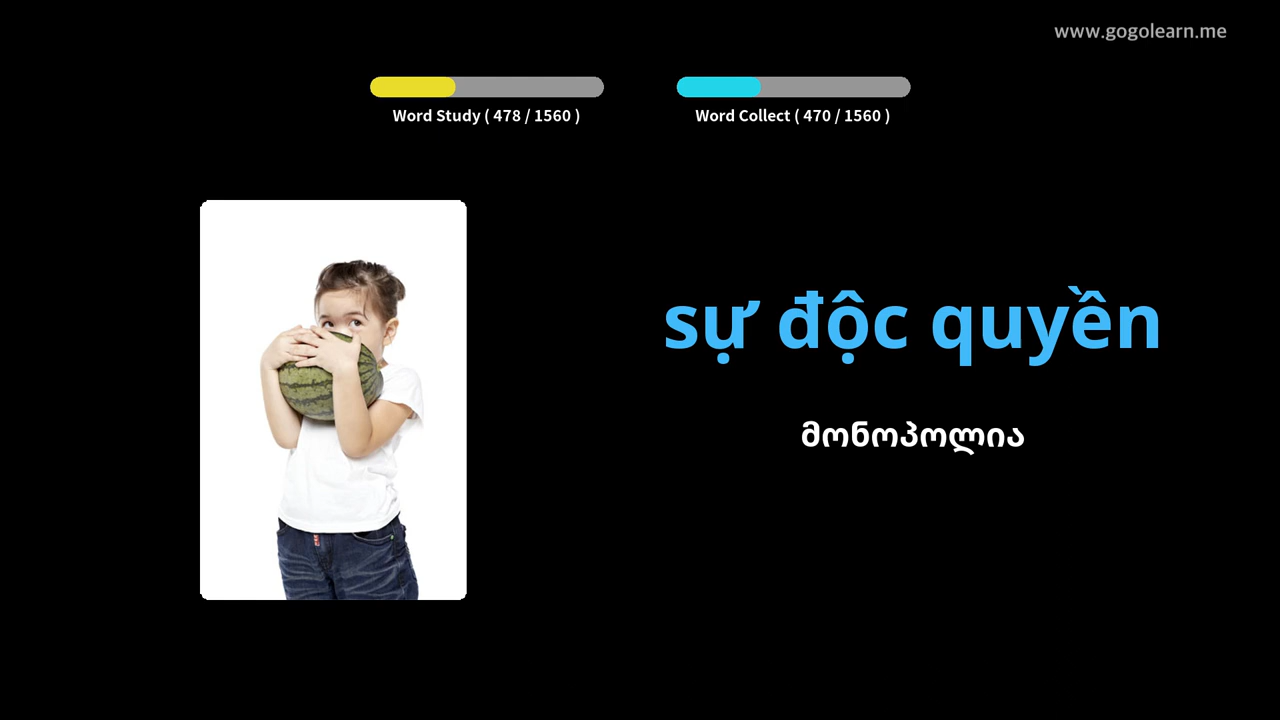 www.gogolearn.me
Word Study ( 478 / 1560 )
Word Collect ( 470 / 1560 )
sự độc quyền
მონოპოლია